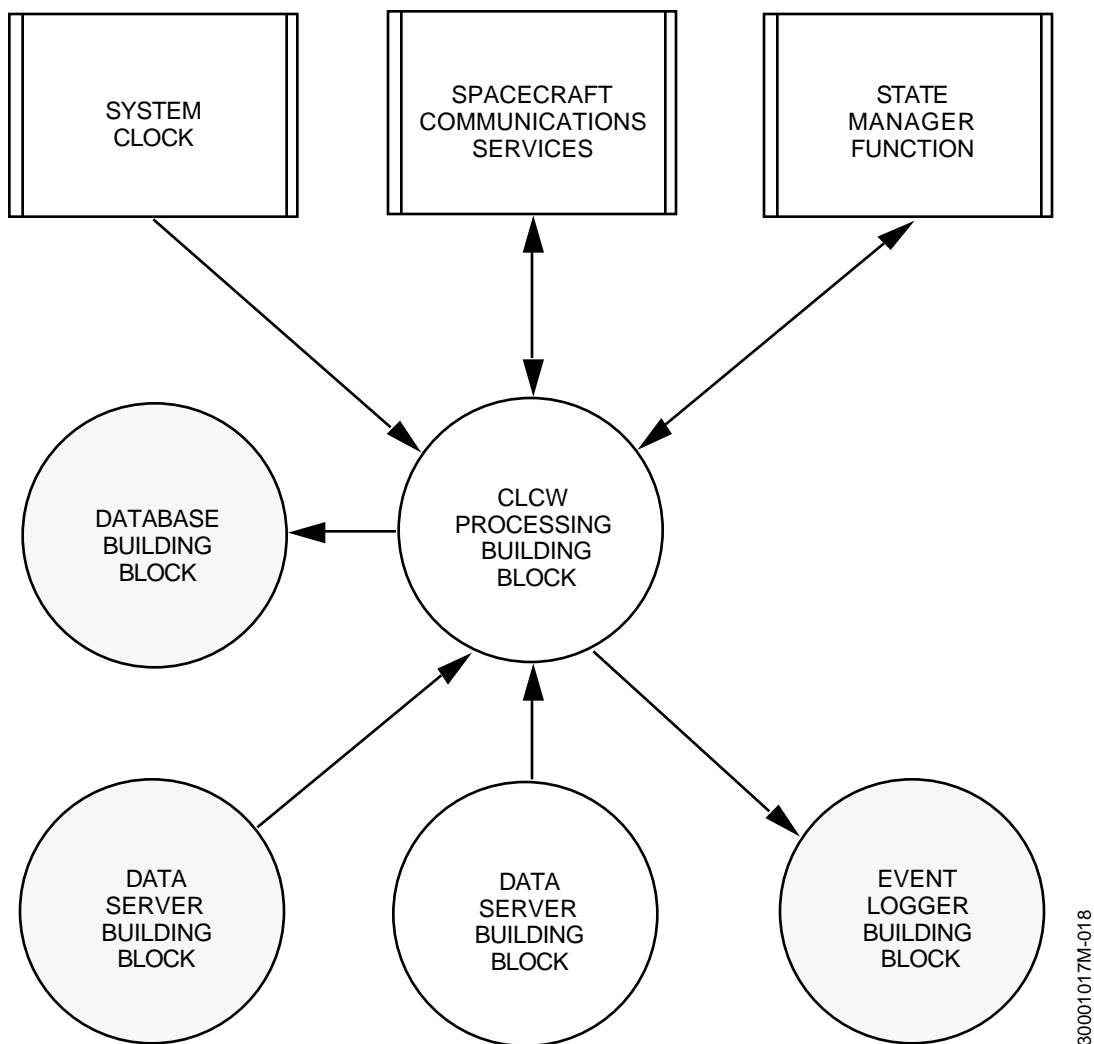 SYSTEM
CLOCK
SPACECRAFT
COMMUNICATIONS
SERVICES
STATE
MANAGER
FUNCTION
DATABASE
BUILDING
BLOCK
CLCW
PROCESSING
BUILDING
BLOCK
DATA
SERVER
BUILDING
BLOCK
DATA
SERVER
BUILDING
BLOCK
EVENT
LOGGER
BUILDING
BLOCK
30001017M-018